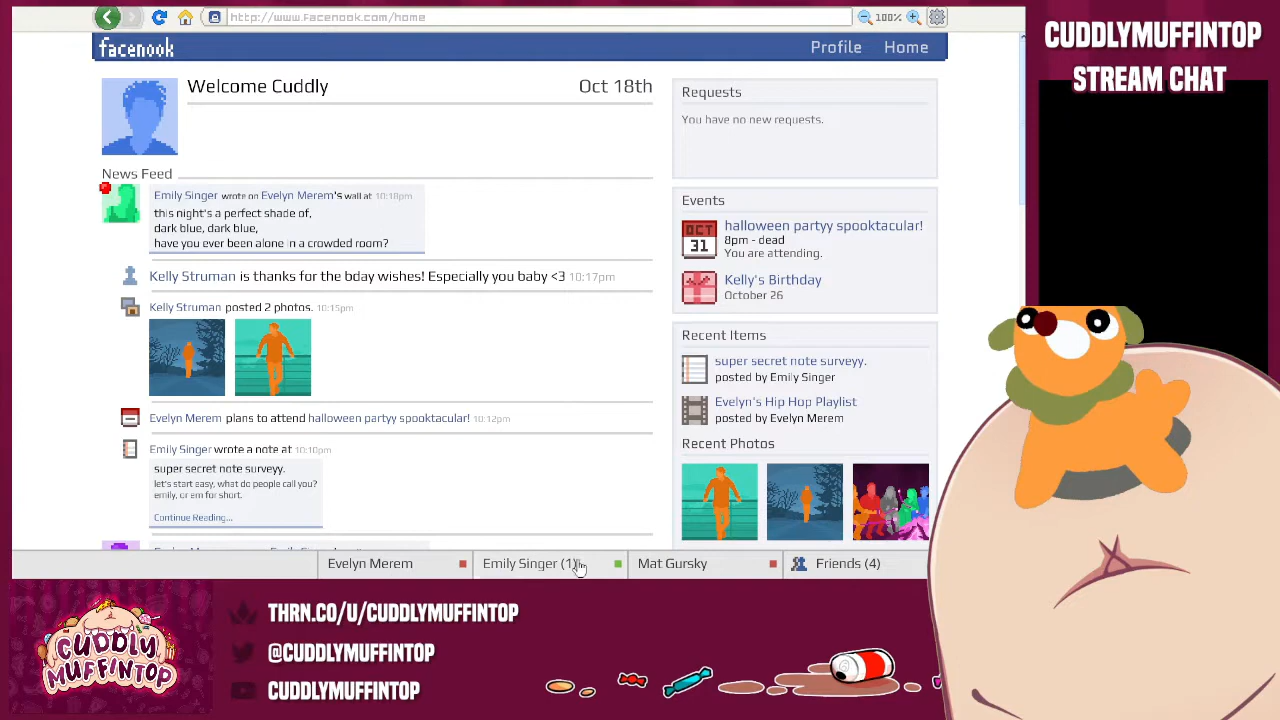 http://www.Facenook.com/home
100%
facenook
Profile Home
Welcome Cuddly
Oct 18th
News Feed
Emily Singer wrote on Evelyn Merem's wall at 10:18pm
this night's a perfect shade of,
dark blue, dark blue,
have you ever been alone in a crowded room?
Kelly Struman is thanks for the bday wishes! Especially you baby <3 10:17pm
Kelly Struman posted 2 photos. 10:15pm
Evelyn Merem plans to attend halloween partyy spooktacular! 10:12pm
Emily Singer wrote a note at 10:10pm
super secret note surveyy.
let's start easy, what do people call you?
emily, or em for short.
Continue Reading...
Requests
You have no new requests.
Events
OCT
31
halloween partyy spooktacular!
8pm - dead
You are attending.
Kelly's Birthday
October 26
Recent Items
super secret note surveyy.
posted by Emily Singer
Evelyn's Hip Hop Playlist
posted by Evelyn Merem
Recent Photos
Evelyn Merem
Emily Singer (1)
Mat Gursky
Friends (4)
CUDDLYMUFFINTOP
STREAM CHAT
CUDDLY
MUFFINTOP
THRN.CO/U/CUDDLYMUFFINTOP
@CUDDLYMUFFINTOP
CUDDLYMUFFINTOP